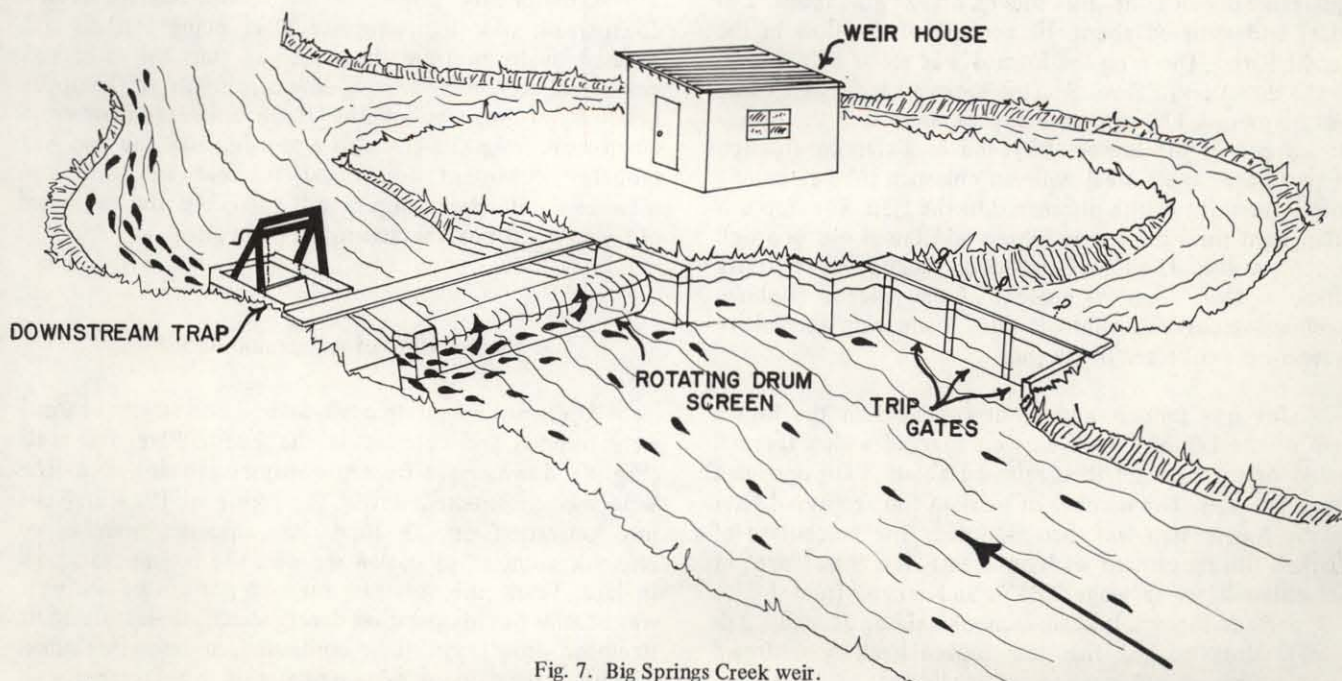 WEIR HOUSE
DOWNSTREAM TRAP
ROTATING DRUM
SCREEN
TRIP
GATES
Fig. 7. Big Springs Creek weir.